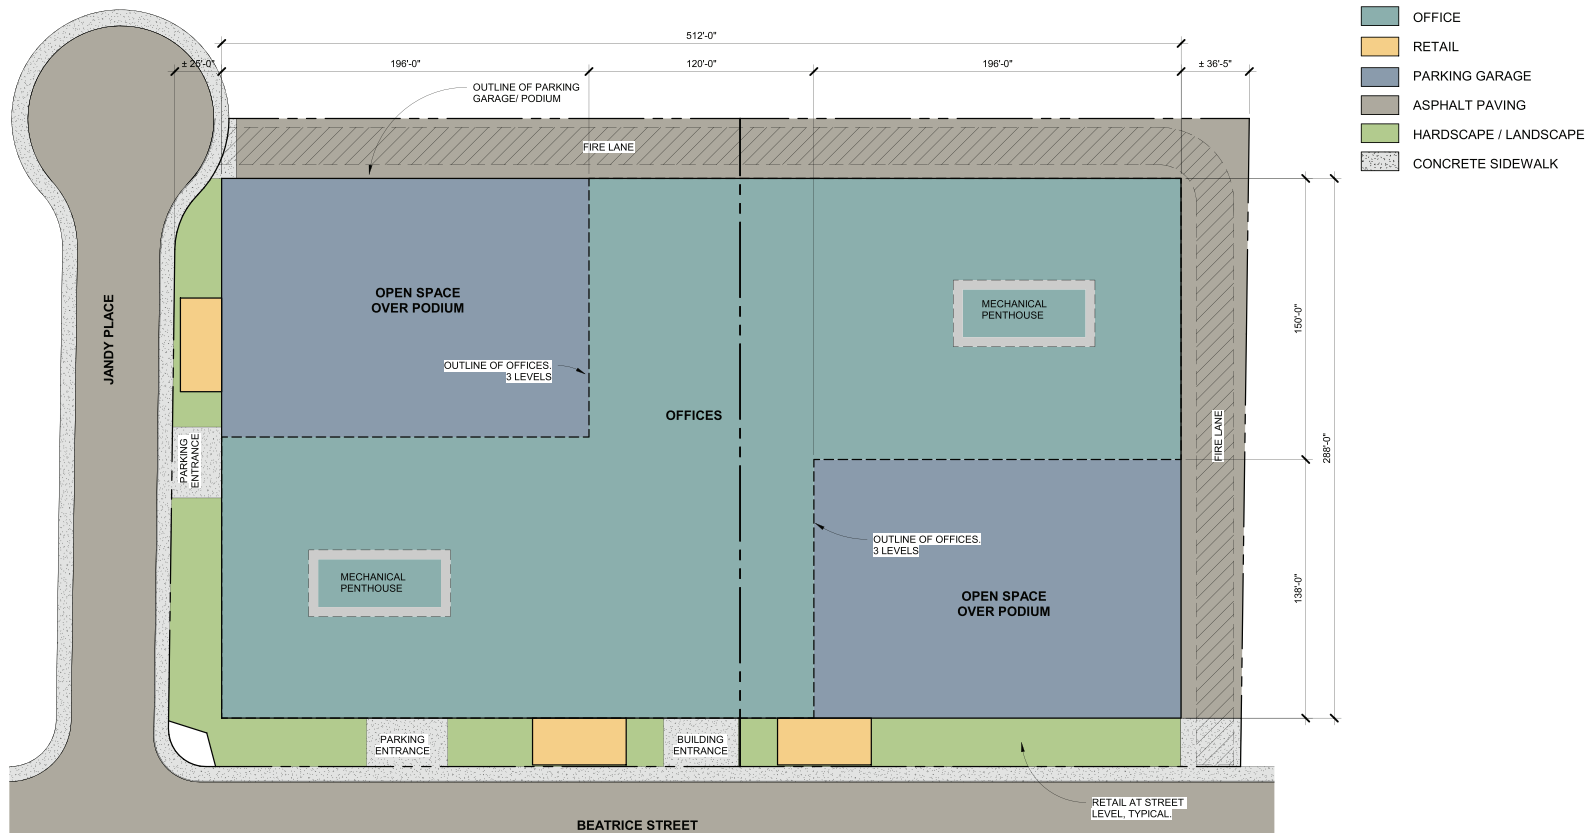 OFFICE
RETAIL
PARKING GARAGE
ASPHALT PAVING
HARDSCAPE / LANDSCAPE
CONCRETE SIDEWALK
512'-0"
± 25'-0"
196'-0"
120'-0"
196'-0"
± 36'-5"
OUTLINE OF PARKING
GARAGE/ PODIUM
FIRE LANE
OPEN SPACE
OVER PODIUM
MECHANICAL
PENTHOUSE
JANDY PLACE
150'-0"
OUTLINE OF OFFICES.
3 LEVELS
OFFICES
PARKING
ENTRANCE
FIRE LANE
288'-0"
OUTLINE OF OFFICES.
3 LEVELS
MECHANICAL
PENTHOUSE
OPEN SPACE
OVER PODIUM
138'-0"
PARKING
ENTRANCE
BUILDING
ENTRANCE
RETAIL AT STREET
LEVEL, TYPICAL.
BEATRICE STREET